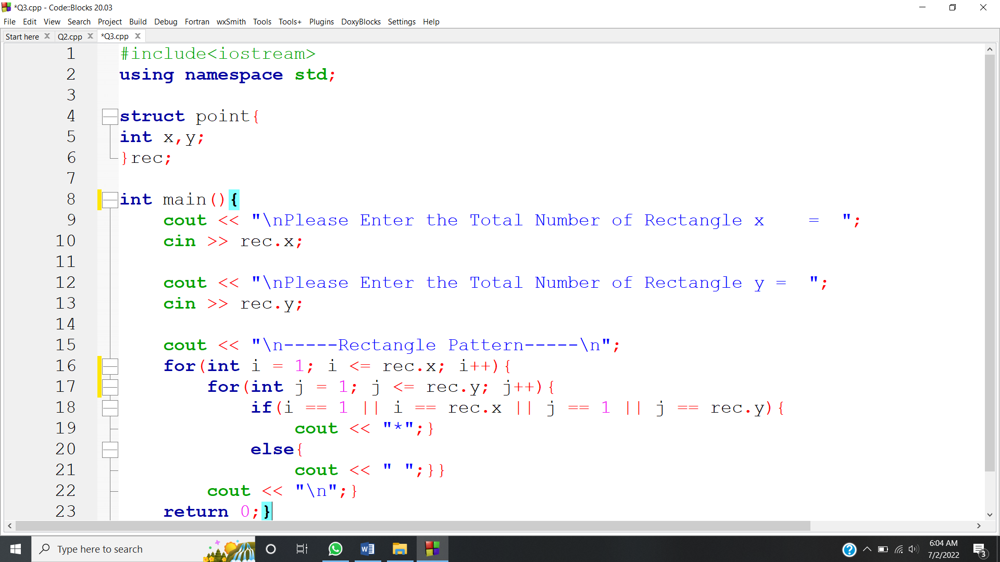 *Q3.cpp - Code::Blocks 20.03
File Edit View Search Project Build Debug Fortran wxSmith Tools Tools+ Plugins DoxyBlocks Settings Help
Start here Q2.cpp *Q3.cpp
1 #include<iostream>
2 using namespace std;
3
4 struct point{
5 int x,y;
6 }rec;
7
8 int main(){
9     cout << "\nPlease Enter the Total Number of Rectangle x    =  ";
10     cin >> rec.x;
11
12     cout << "\nPlease Enter the Total Number of Rectangle y =  ";
13     cin >> rec.y;
14
15     cout << "\n-----Rectangle Pattern-----\n";
16     for(int i = 1; i <= rec.x; i++){
17         for(int j = 1; j <= rec.y; j++){
18             if(i == 1 || i == rec.x || j == 1 || j == rec.y){
19                 cout << "*";}
20             else{
21                 cout << " ";}}
22         cout << "\n";}
23     return 0;}
Type here to search
6:04 AM
7/2/2022
3